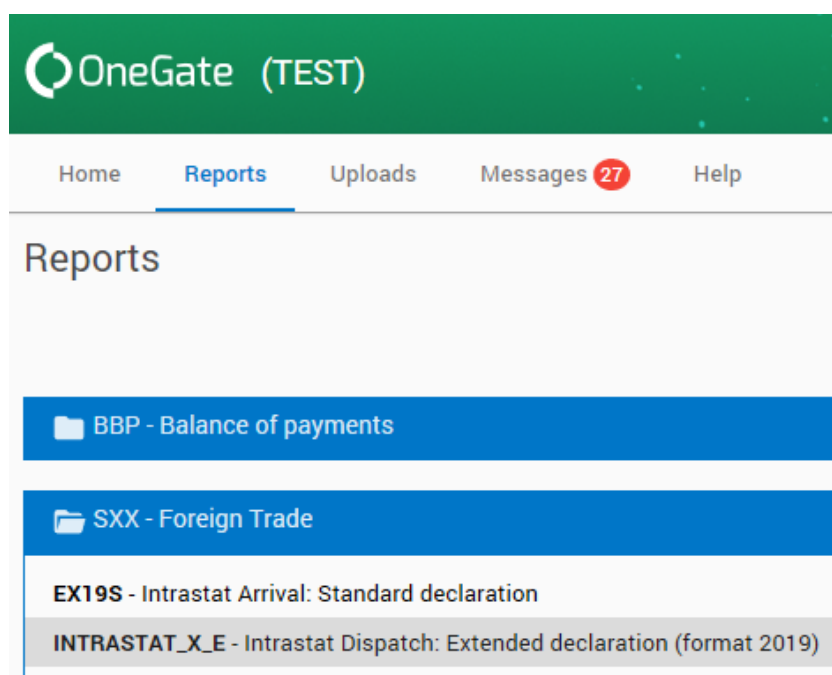 OneGate (TEST)
Home Reports Uploads Messages 27 Help
Reports
BBP - Balance of payments
SXX - Foreign Trade
EX19S - Intrastat Arrival: Standard declaration
INTRASTAT_X_E - Intrastat Dispatch: Extended declaration (format 2019)